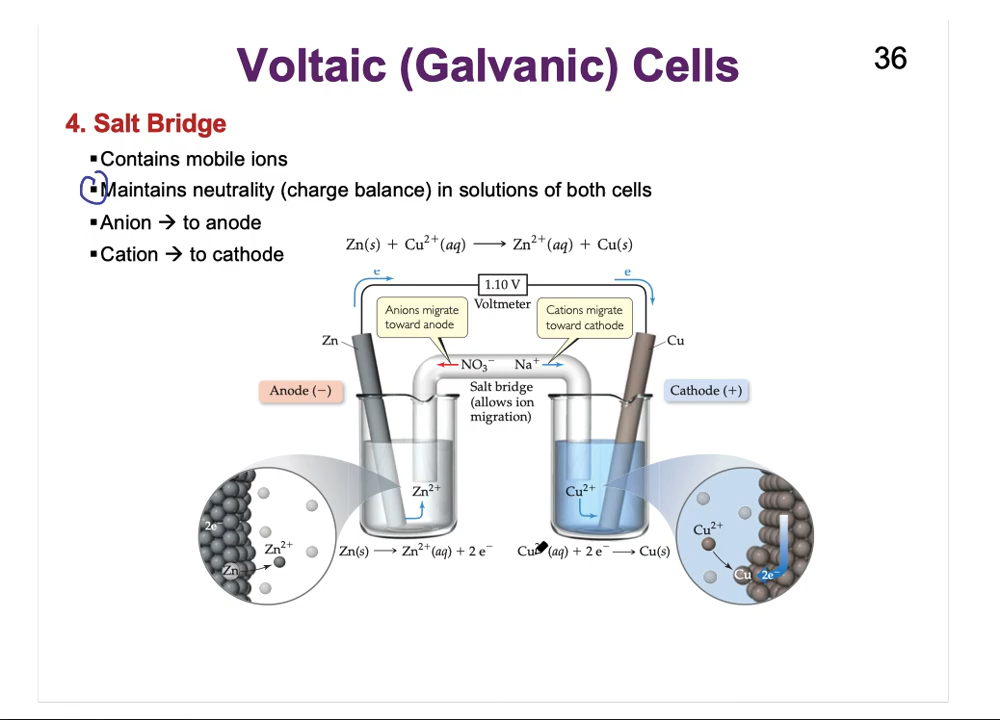 Voltaic (Galvanic) Cells
36
4. Salt Bridge
▪Contains mobile ions
▪Maintains neutrality (charge balance) in solutions of both cells
▪Anion → to anode
▪Cation → to cathode
Zn(s) + Cu²⁺(aq) ⟶ Zn²⁺(aq) + Cu(s)
e
e
1.10 V
Voltmeter
Anions migrate
toward anode
Cations migrate
toward cathode
Zn
Cu
NO₃⁻ Na⁺
Anode (−)
Salt bridge
(allows ion
migration)
Cathode (+)
Zn²⁺
Cu²⁺
2e⁻
Zn²⁺
Zn
Cu²⁺
Cu
2e⁻
Zn(s) ⟶ Zn²⁺(aq) + 2 e⁻
Cu (aq) + 2 e⁻ ⟶ Cu(s)